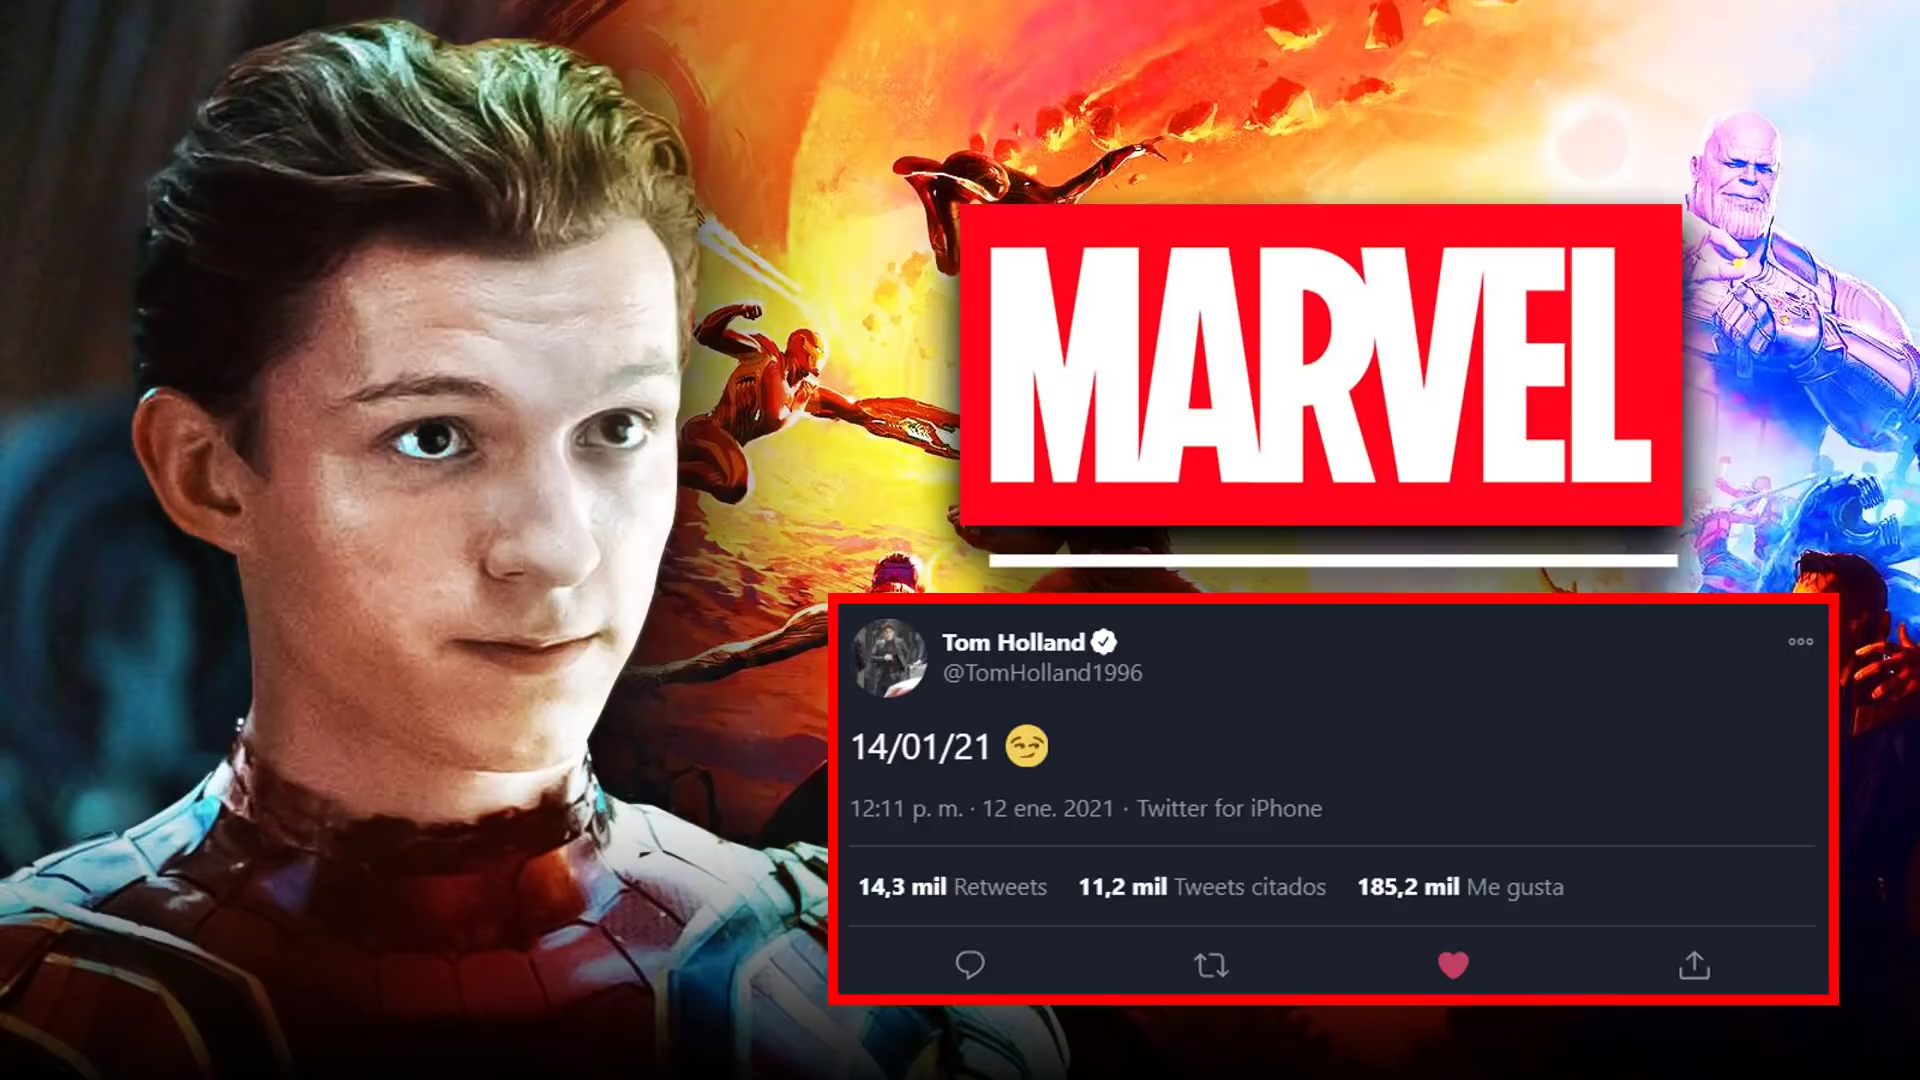 MARVEL
Tom Holland
@TomHolland1996
14/01/21 😏
12:11 p. m. · 12 ene. 2021 · Twitter for iPhone
14,3 mil Retweets 11,2 mil Tweets citados 185,2 mil Me gusta